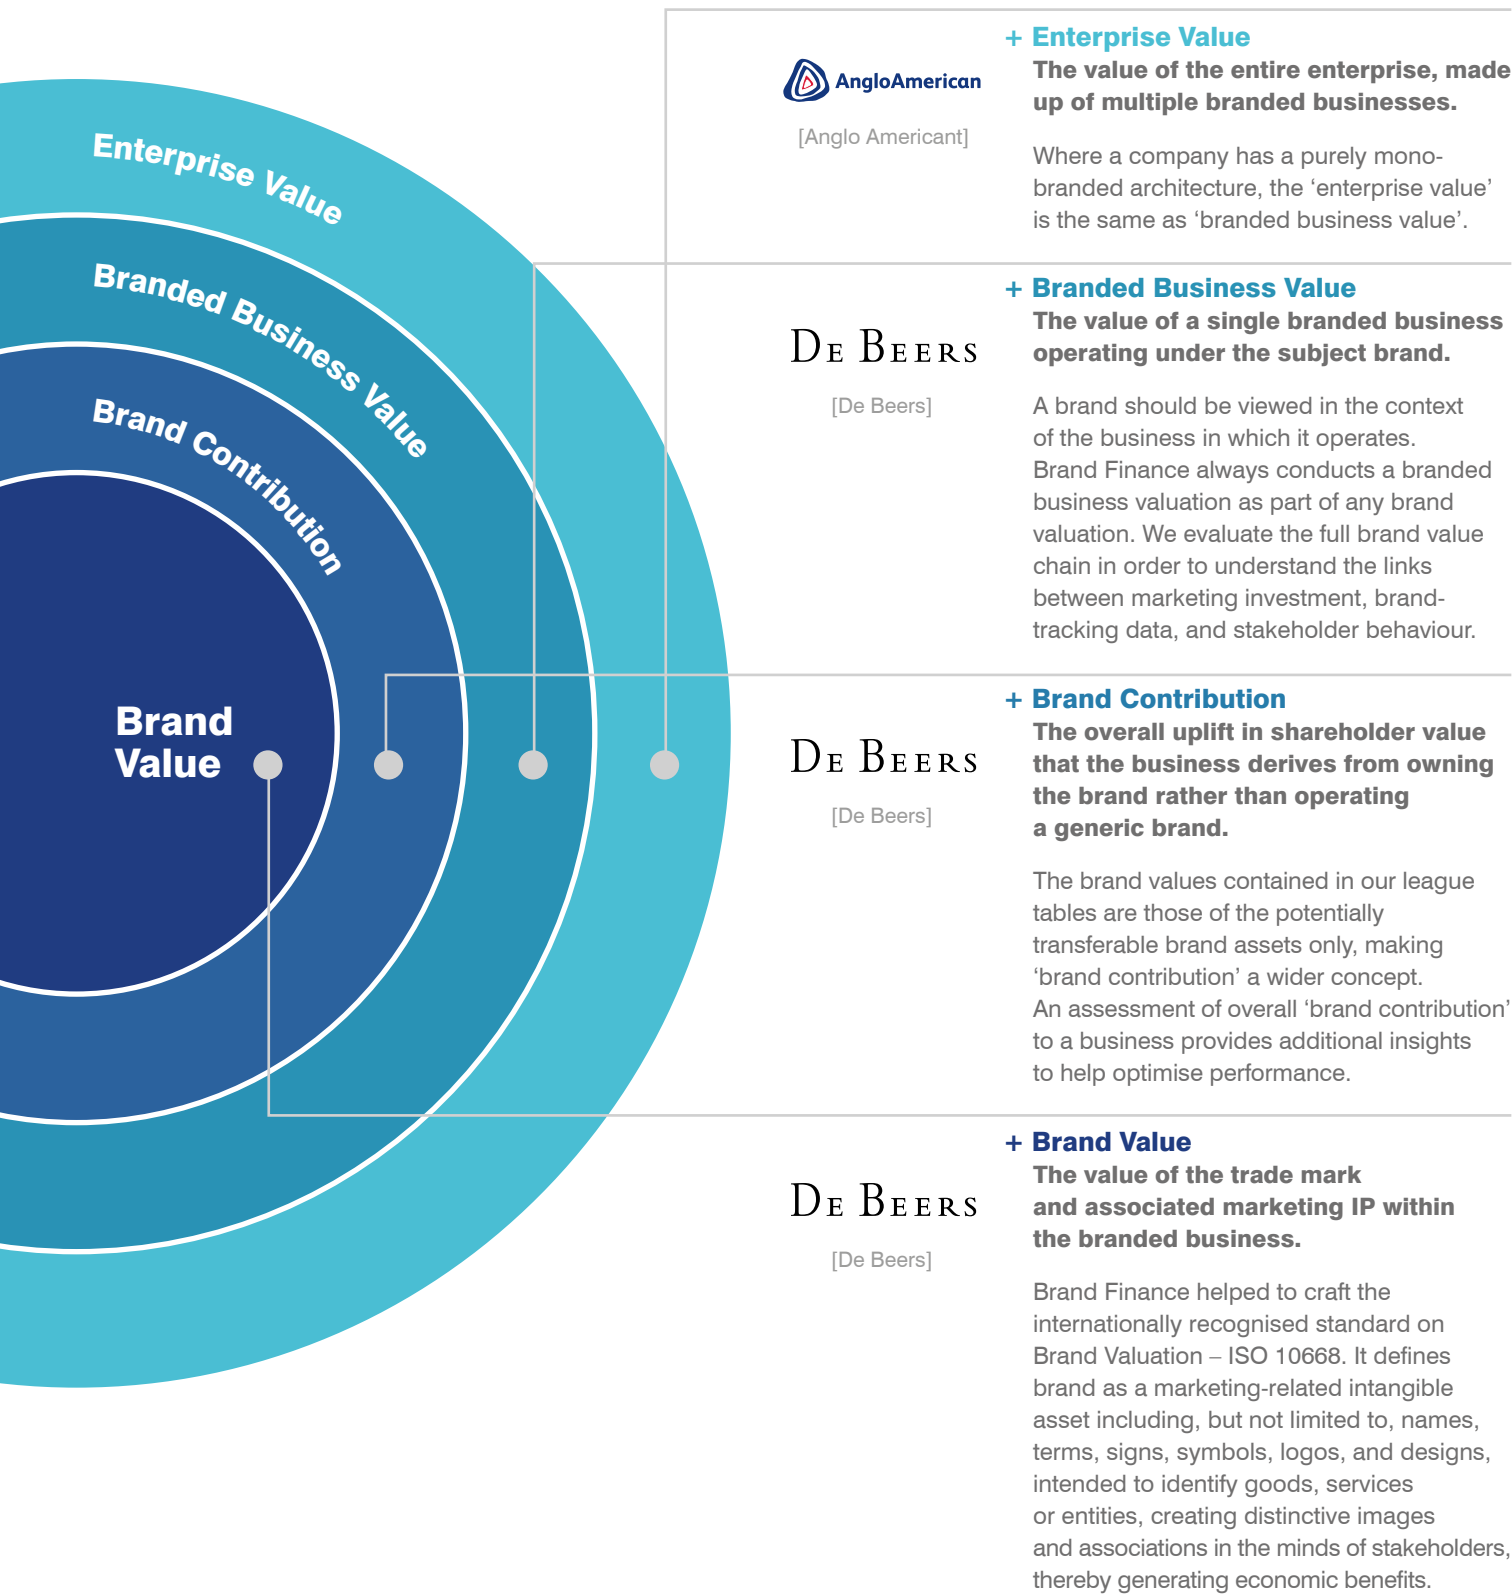 Enterprise Value
Branded Business Value
Brand Contribution
Brand
Value
AngloAmerican
[Anglo Americant]
+ Enterprise Value
The value of the entire enterprise, made
up of multiple branded businesses.
Where a company has a purely mono-
branded architecture, the ‘enterprise value’
is the same as ‘branded business value’.
DE BEERS
[De Beers]
+ Branded Business Value
The value of a single branded business
operating under the subject brand.
A brand should be viewed in the context
of the business in which it operates.
Brand Finance always conducts a branded
business valuation as part of any brand
valuation. We evaluate the full brand value
chain in order to understand the links
between marketing investment, brand-
tracking data, and stakeholder behaviour.
DE BEERS
[De Beers]
+ Brand Contribution
The overall uplift in shareholder value
that the business derives from owning
the brand rather than operating
a generic brand.
The brand values contained in our league
tables are those of the potentially
transferable brand assets only, making
‘brand contribution’ a wider concept.
An assessment of overall ‘brand contribution’
to a business provides additional insights
to help optimise performance.
DE BEERS
[De Beers]
+ Brand Value
The value of the trade mark
and associated marketing IP within
the branded business.
Brand Finance helped to craft the
internationally recognised standard on
Brand Valuation – ISO 10668. It defines
brand as a marketing-related intangible
asset including, but not limited to, names,
terms, signs, symbols, logos, and designs,
intended to identify goods, services
or entities, creating distinctive images
and associations in the minds of stakeholders,
thereby generating economic benefits.